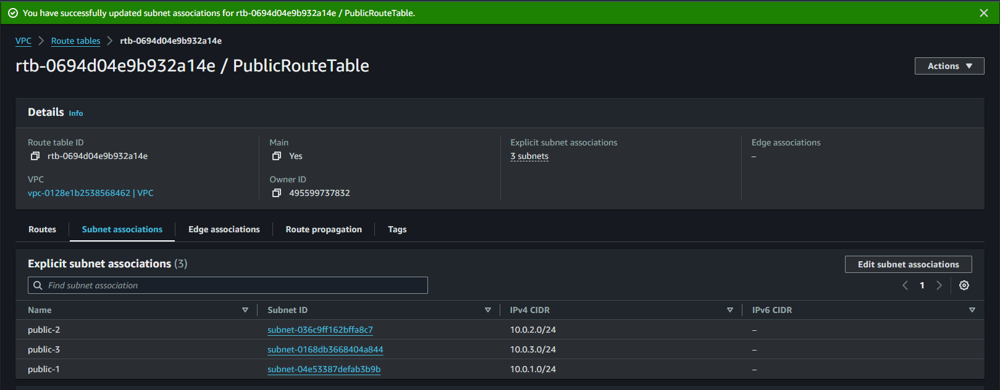 You have successfully updated subnet associations for rtb-0694d04e9b932a14e / PublicRouteTable.
VPC Route tables rtb-0694d04e9b932a14e
rtb-0694d04e9b932a14e / PublicRouteTable
Actions
Details Info
Route table ID
rtb-0694d04e9b932a14e
Main
Yes
Explicit subnet associations
3 subnets
Edge associations
–
VPC
vpc-0128e1b2538568462 | VPC
Owner ID
495599737832
Routes Subnet associations Edge associations Route propagation Tags
Explicit subnet associations (3)
Edit subnet associations
Find subnet association
1
Name Subnet ID IPv4 CIDR IPv6 CIDR
public-2 subnet-036c9ff162bffa8c7 10.0.2.0/24 –
public-3 subnet-0168db3668404a844 10.0.3.0/24 –
public-1 subnet-04e53387defab3b9b 10.0.1.0/24 –